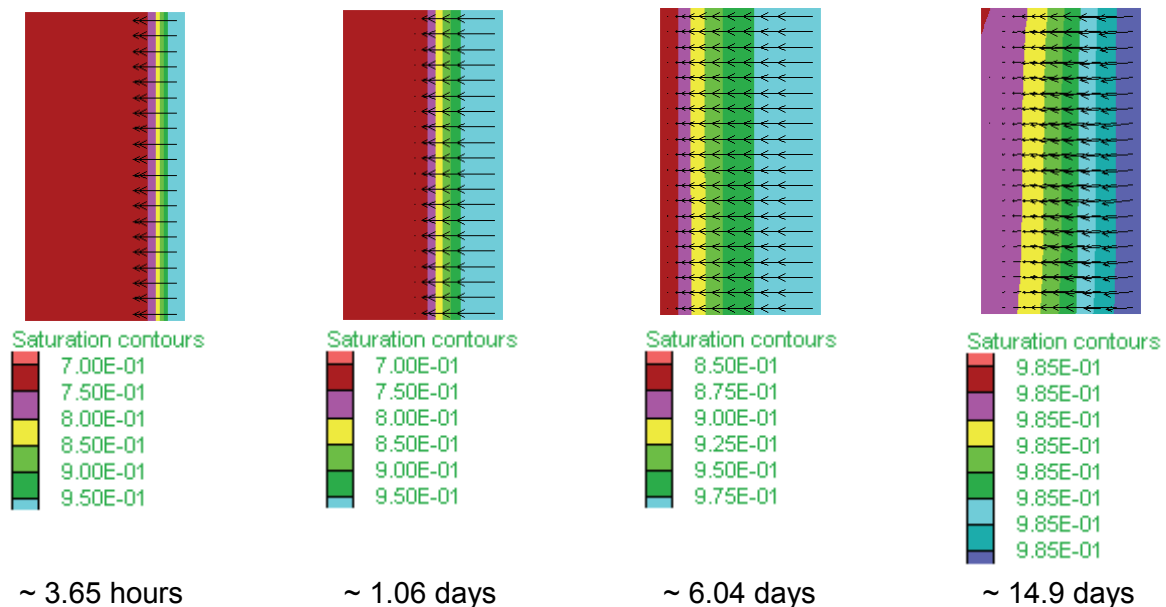 Saturation contours
7.00E-01
7.50E-01
8.00E-01
8.50E-01
9.00E-01
9.50E-01
~ 3.65 hours
Saturation contours
7.00E-01
7.50E-01
8.00E-01
8.50E-01
9.00E-01
9.50E-01
~ 1.06 days
Saturation contours
8.50E-01
8.75E-01
9.00E-01
9.25E-01
9.50E-01
9.75E-01
~ 6.04 days
Saturation contours
9.85E-01
9.85E-01
9.85E-01
9.85E-01
9.85E-01
9.85E-01
9.85E-01
~ 14.9 days